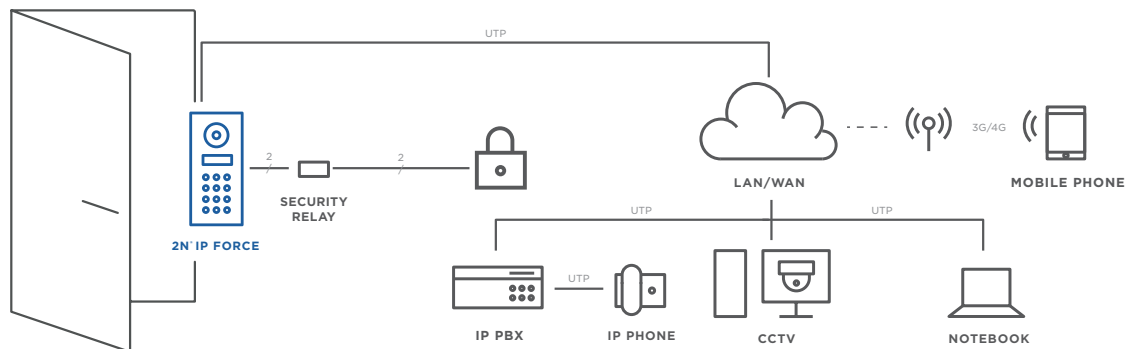 UTP
2
2
3G/4G
SECURITY
RELAY
LAN/WAN
MOBILE PHONE
UTP
UTP
2N° IP FORCE
UTP
IP PBX
IP PHONE
CCTV
NOTEBOOK